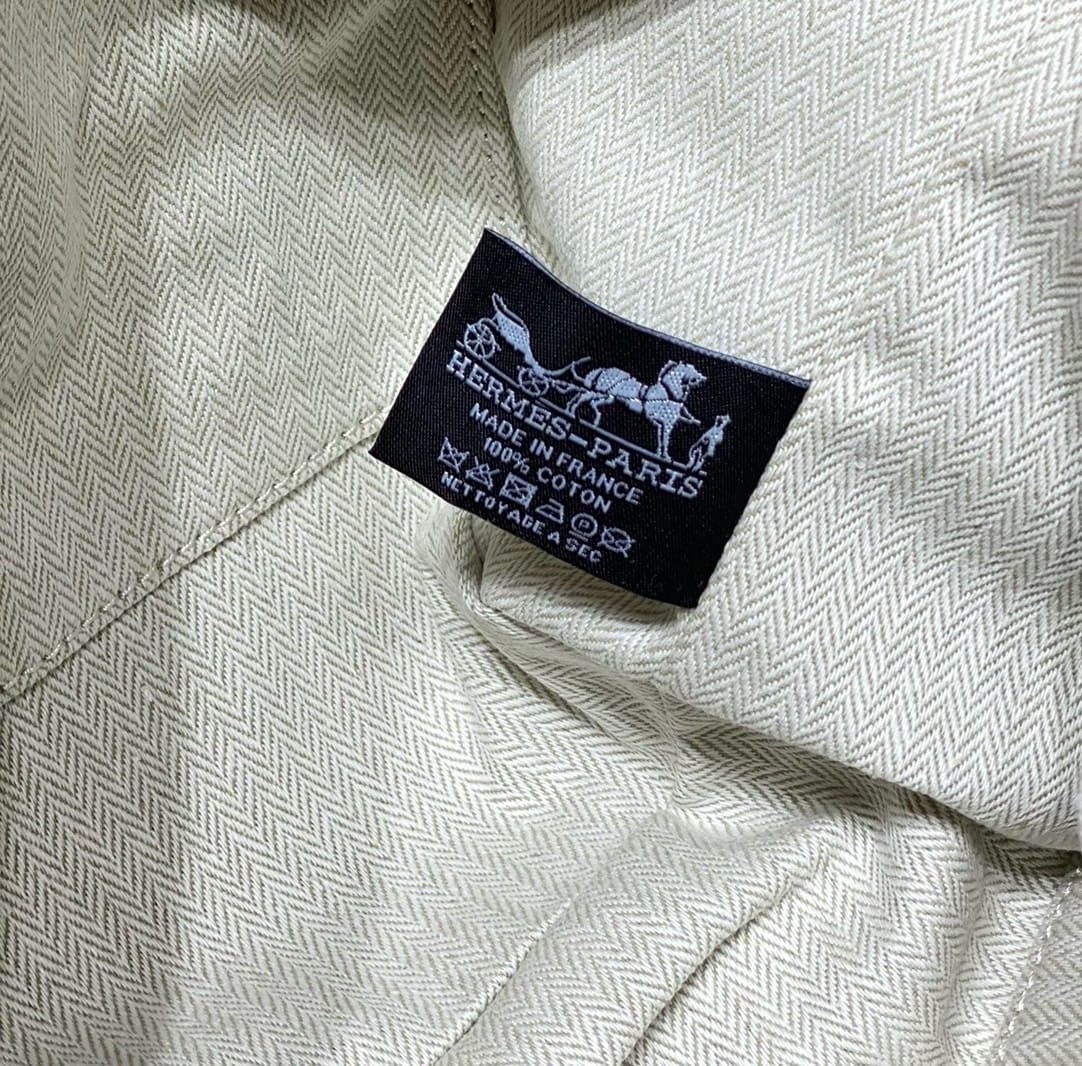 HERMES-PARIS
MADE IN FRANCE
100% COTON
P
NETTOYAGE A SEC